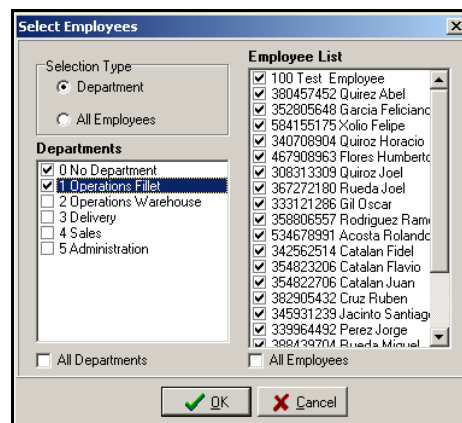 Select Employees
Selection Type
Department
All Employees
Departments
0 No Department
1 Operations Fillet
2 Operations Warehouse
3 Delivery
4 Sales
5 Administration
All Departments
Employee List
100 Test Employee
380457452 Quirez Abel
352805648 Garcia Feliciano
584155175 Xolio Felipe
340708904 Quiroz Horacio
467908963 Flores Humberto
308313309 Quiroz Joel
367272180 Rueda Joel
333121286 Gil Oscar
358806557 Rodriguez Ram
534678991 Acosta Rolando
342562514 Catalan Fidel
354823206 Catalan Flavio
354822706 Catalan Juan
382905432 Cruz Ruben
345931239 Jacinto Santiag
339964492 Perez Jorge
388439704 Rueda Miguel
All Employees
OK
Cancel